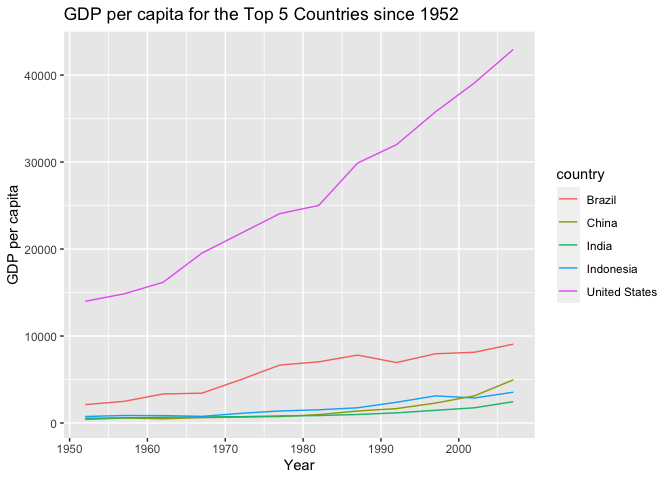 GDP per capita for the Top 5 Countries since 1952
GDP per capita
40000
30000
20000
10000
0
1950
1960
1970
1980
1990
2000
Year
country
Brazil
China
India
Indonesia
United States